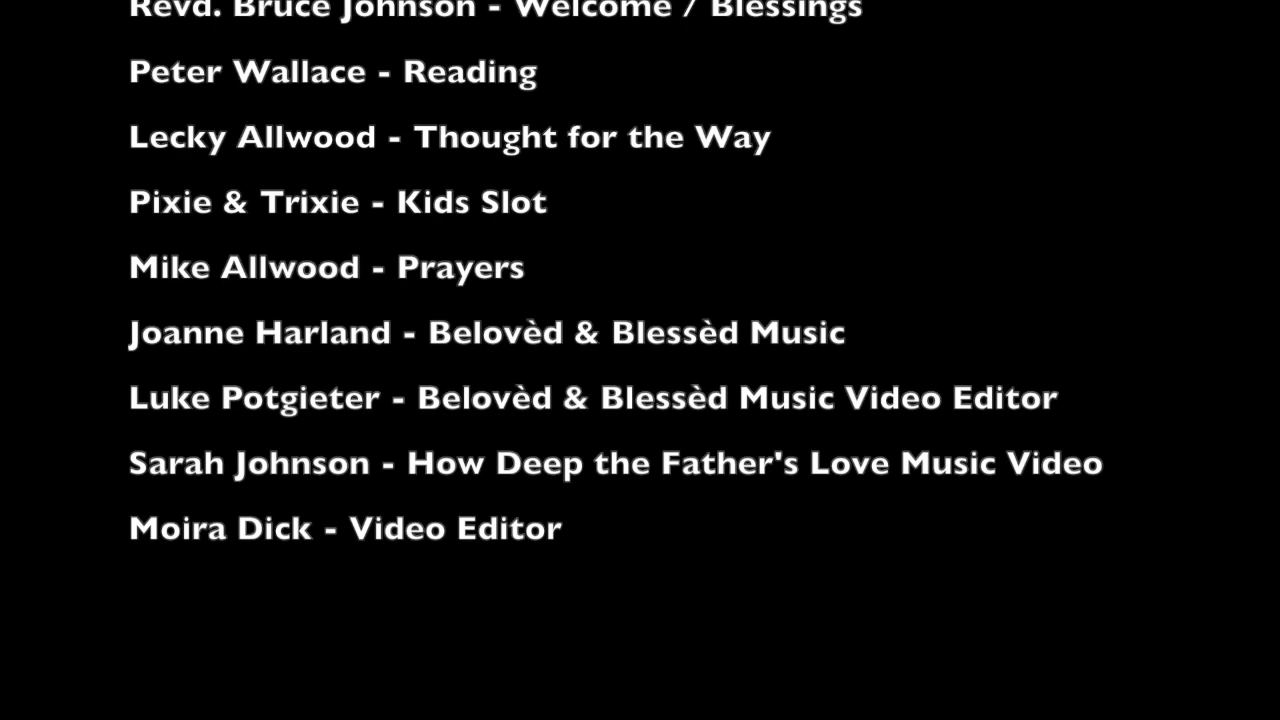 Revd. Bruce Johnson - Welcome / Blessings
Peter Wallace - Reading
Lecky Allwood - Thought for the Way
Pixie & Trixie - Kids Slot
Mike Allwood - Prayers
Joanne Harland - Belovèd & Blessèd Music
Luke Potgieter - Belovèd & Blessèd Music Video Editor
Sarah Johnson - How Deep the Father's Love Music Video
Moira Dick - Video Editor